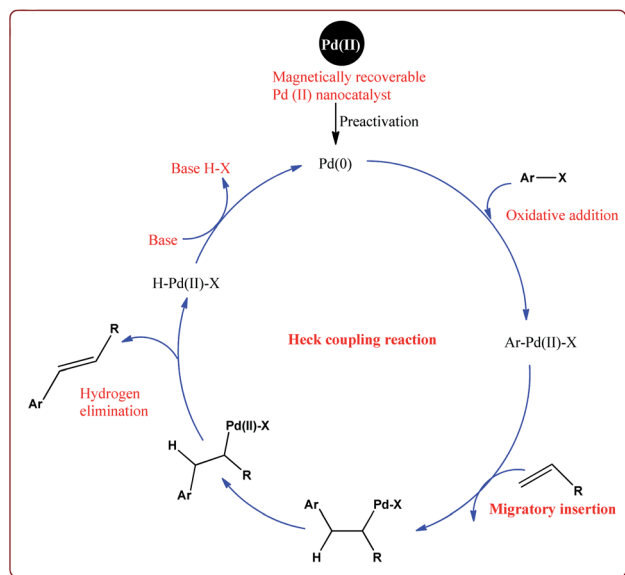 Pd(II)
Magnetically recoverable
Pd (II) nanocatalyst
Preactivation
Pd(0)
Ar—X
Oxidative addition
Ar-Pd(II)-X
R
Migratory insertion
Pd-X
Ar
H
R
Pd(II)-X
H
R
Ar
H-Pd(II)-X
R
Ar
Hydrogen
elimination
Base
Base H-X
Heck coupling reaction